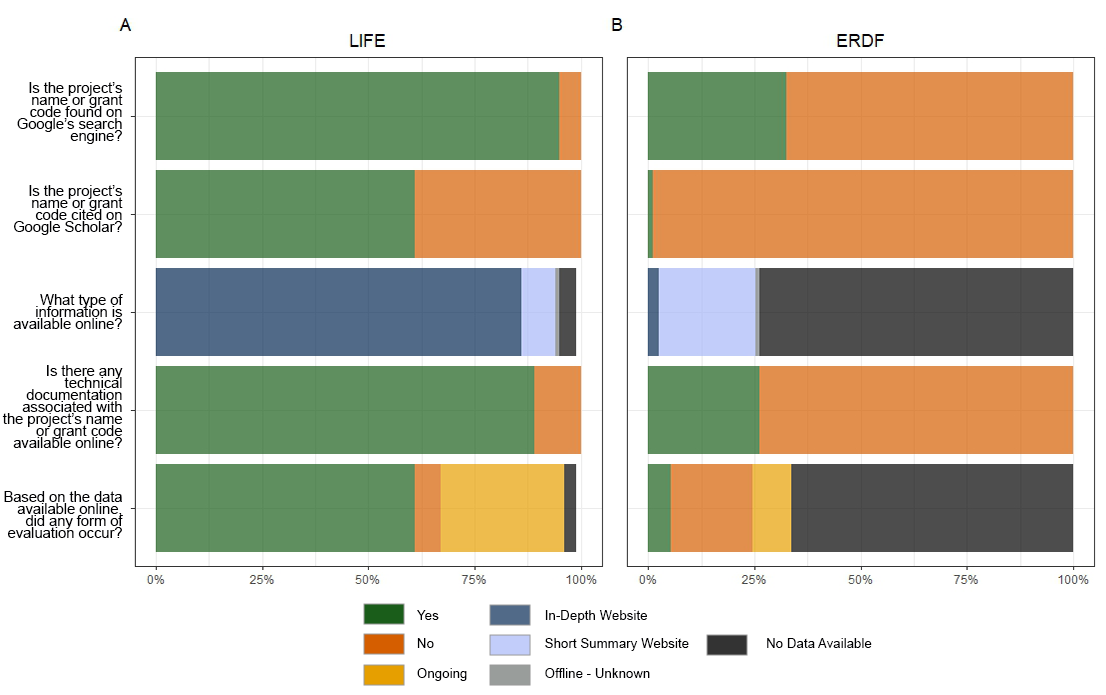 A
B
LIFE
ERDF
Is the project's
name or grant
code found on
Google's search
engine?
Is the project's
name or grant
code cited on
Google Scholar?
What type of
information is
available online?
Is there any
technical
documentation
associated with
the project's name
or grant code
available online?
Based on the data
available online,
did any form of
evaluation occur?
0% 25% 50% 75% 100%
0% 25% 50% 75% 100%
Yes In-Depth Website
No Short Summary Website No Data Available
Ongoing Offline - Unknown